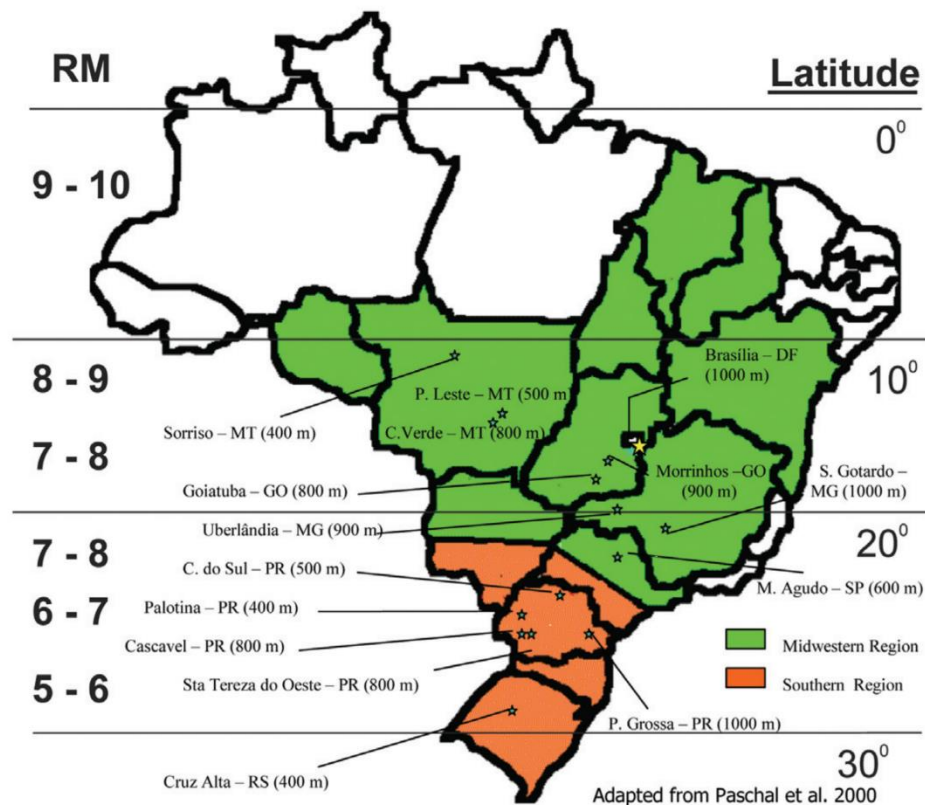 RM
Latitude
0⁰
9 - 10
Brasília – DF
(1000 m)
8 - 9
10⁰
P. Leste – MT (500 m
Sorriso – MT (400 m)
C.Verde – MT (800 m)
7 - 8
Morrinhos –GO
(900 m)
S. Gotardo –
MG (1000 m)
Goiatuba – GO (800 m)
Uberlândia – MG (900 m)
20⁰
7 - 8
C. do Sul – PR (500 m)
M. Agudo – SP (600 m)
6 - 7
Palotina – PR (400 m)
Cascavel – PR (800 m)
Midwestern Region
Sta Tereza do Oeste – PR (800 m)
Southern Region
5 - 6
P. Grossa – PR (1000 m)
Cruz Alta – RS (400 m)
30⁰
Adapted from Paschal et al. 2000